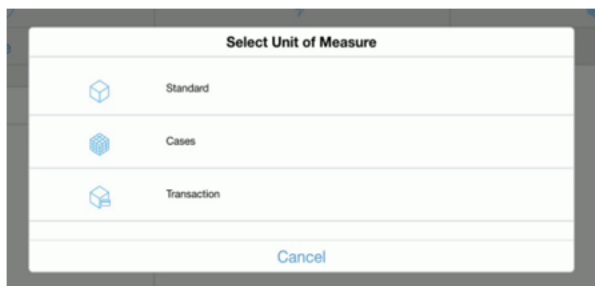 Select Unit of Measure
Standard
Cases
Transaction
Cancel